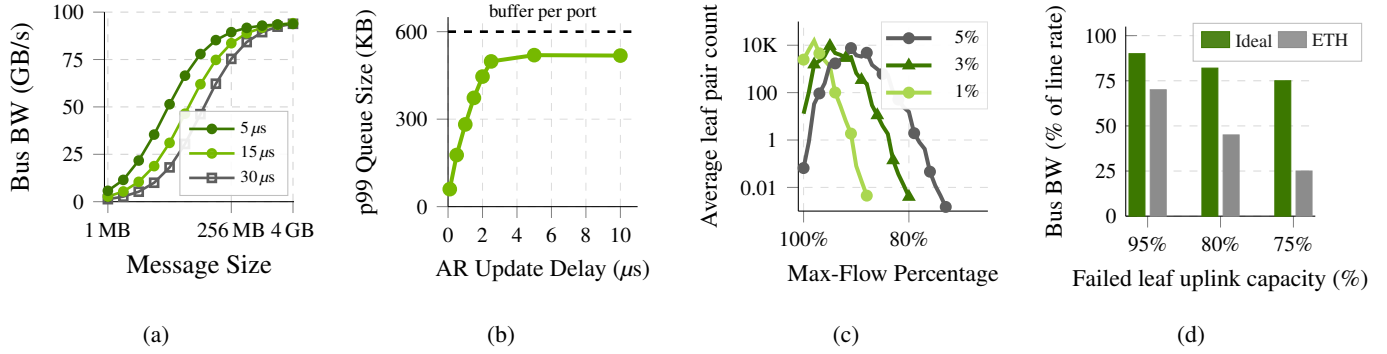 Bus BW (GB/s)
100
75
50
25
0
5 µs
15 µs
30 µs
1 MB
256 MB
4 GB
Message Size
(a)
p99 Queue Size (KB)
buffer per port
600
300
0
0
2
4
6
8
10
AR Update Delay (µs)
(b)
Average leaf pair count
10K
100
1
0.01
5%
3%
1%
100%
80%
Max-Flow Percentage
(c)
Bus BW (% of line rate)
100
75
50
25
0
Ideal
ETH
95%
80%
75%
Failed leaf uplink capacity (%)
(d)